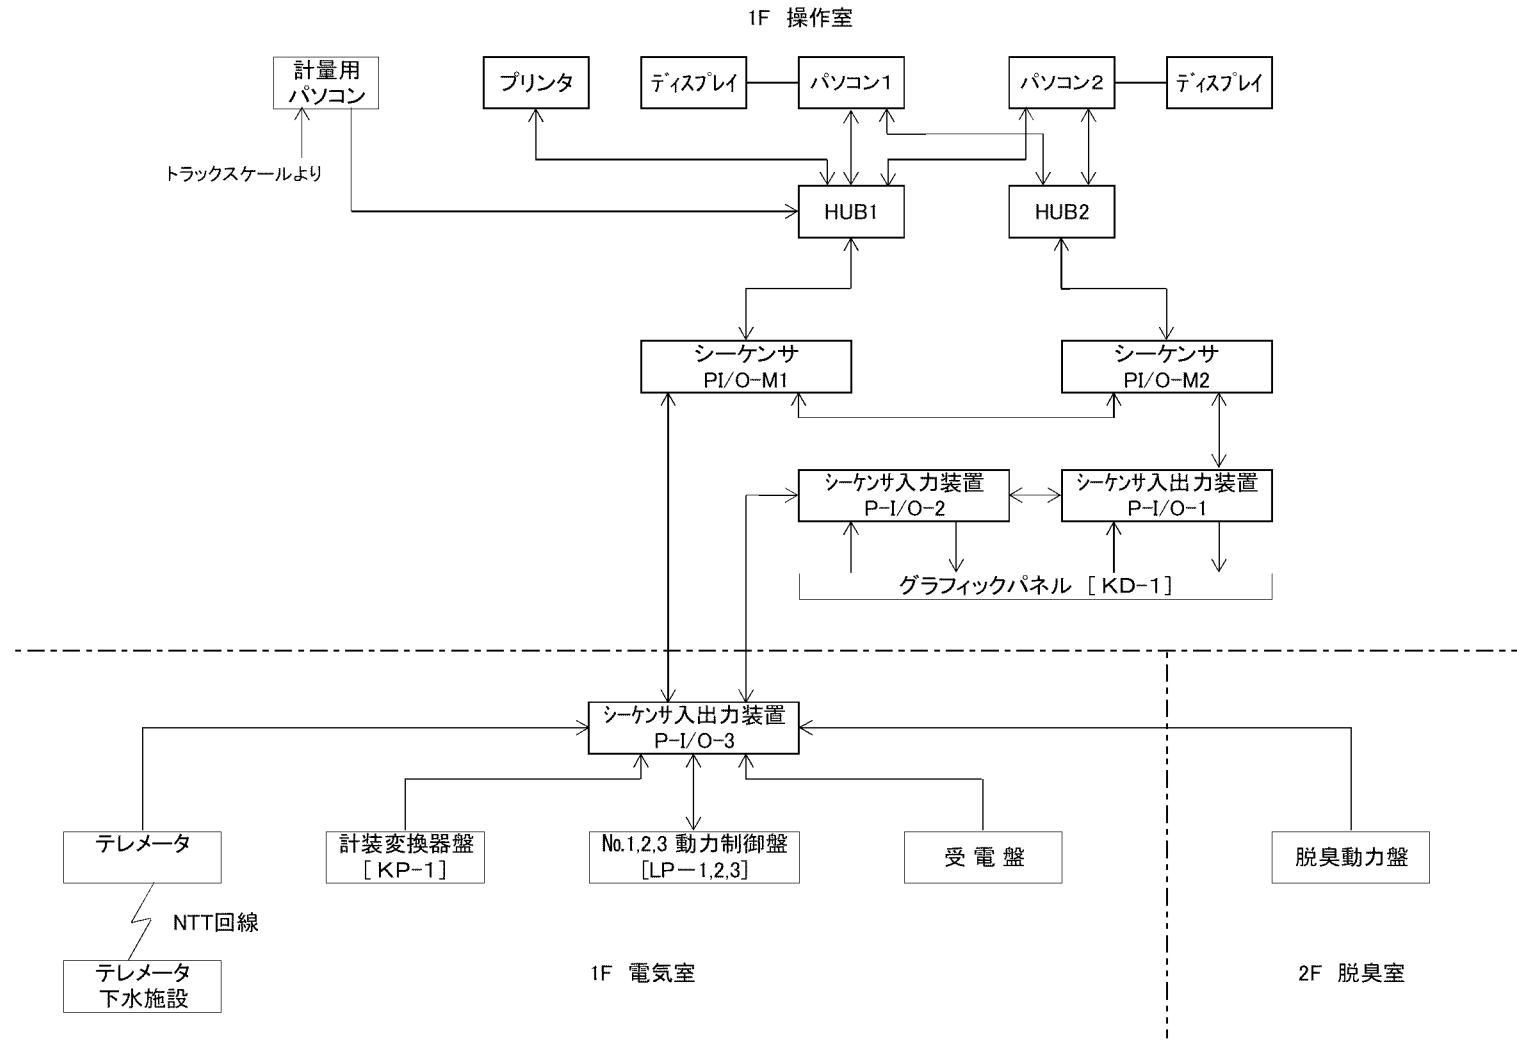 1F 操作室
計量用
パソコン
プリンタ
ディスプレイ
パソコン1
パソコン2
ディスプレイ
トラックスケールより
HUB1
HUB2
シーケンサ
PI/O-M1
シーケンサ
PI/O-M2
シーケンサ入力装置
P-I/O-2
シーケンサ入出力装置
P-I/O-1
グラフィックパネル [KD-1]
シーケンサ入出力装置
P-I/O-3
テレメータ
計装変換器盤
[KP-1]
No.1,2,3 動力制御盤
[LP-1,2,3]
受電盤
脱臭動力盤
NTT回線
テレメータ
下水施設
1F 電気室
2F 脱臭室